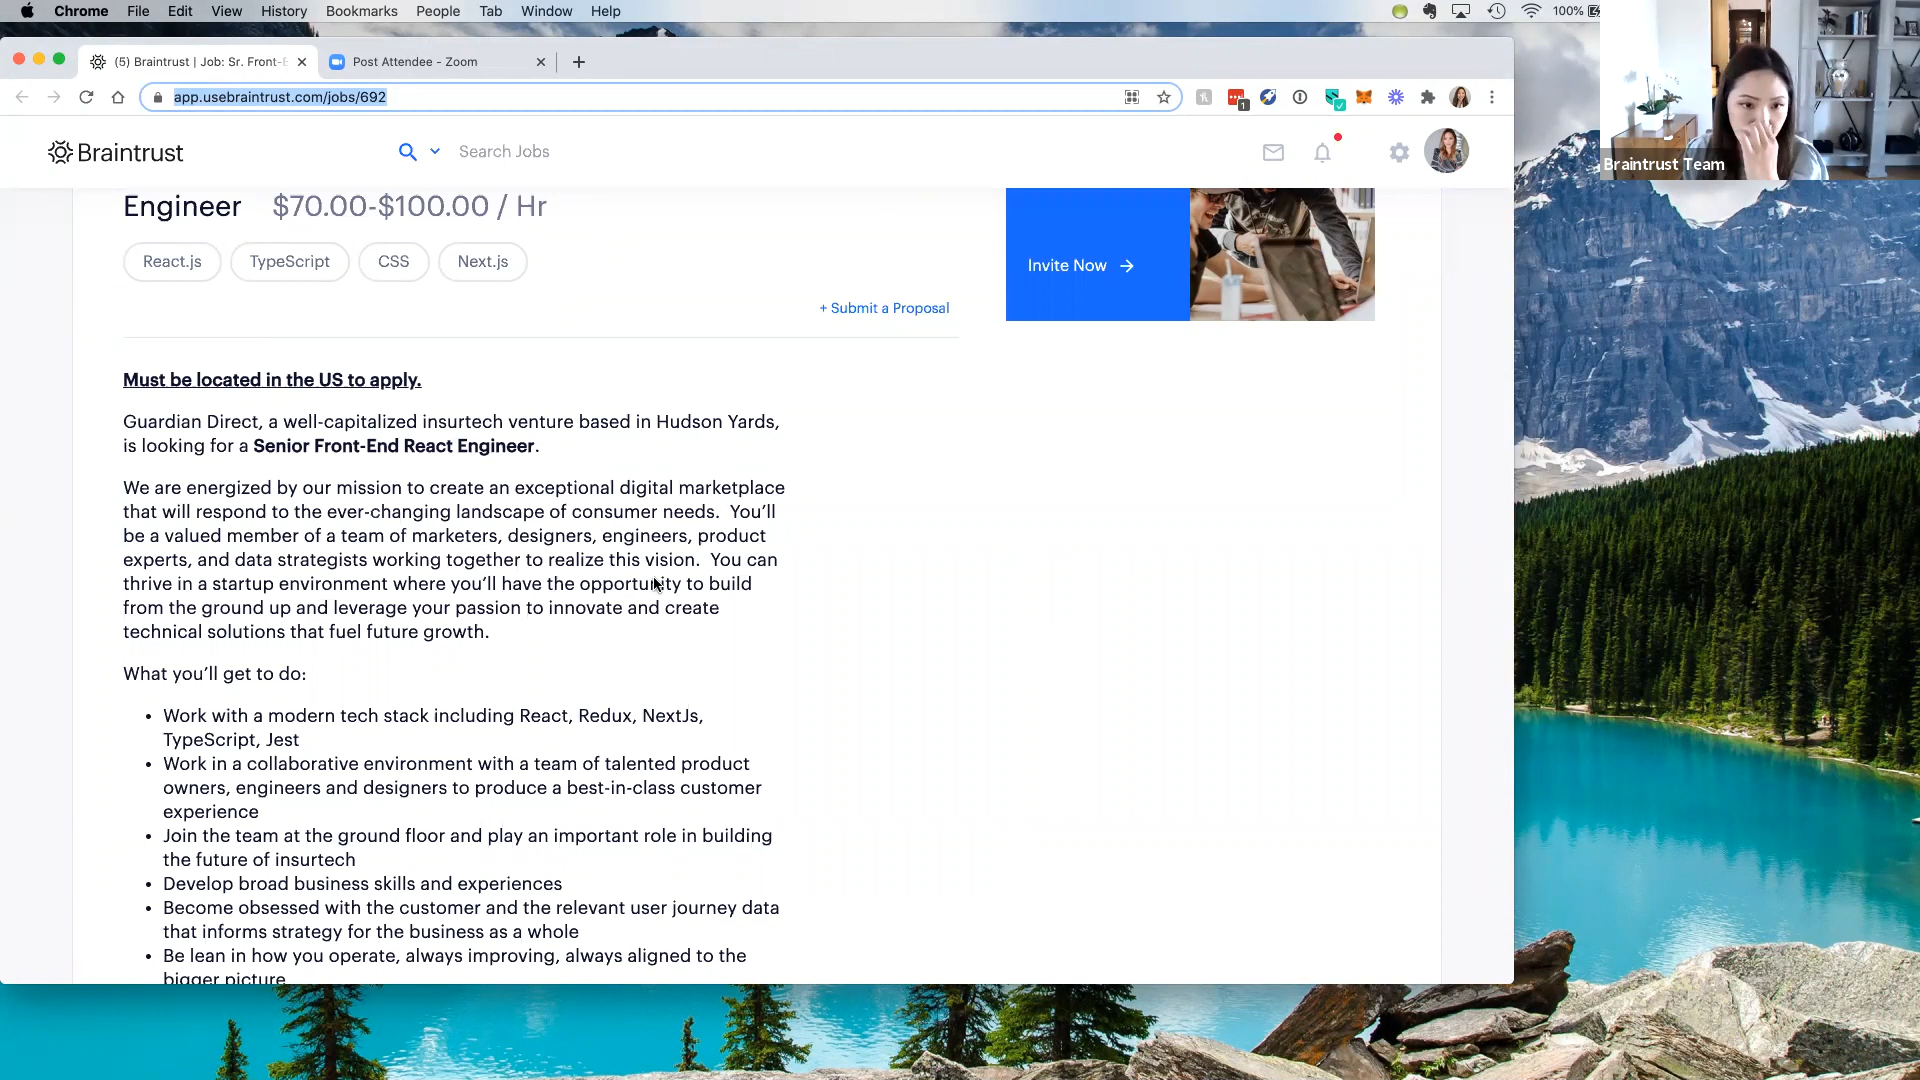 Chrome File Edit View History Bookmarks People Tab Window Help 100%
(5) Braintrust | Job: Sr. Front-E
Post Attendee - Zoom
app.usebraintrust.com/jobs/692
1
Braintrust
Search Jobs
Braintrust Team
Engineer $70.00-$100.00 / Hr
React.js TypeScript CSS Next.js
Invite Now →
+ Submit a Proposal
Must be located in the US to apply.
Guardian Direct, a well-capitalized insurtech venture based in Hudson Yards,
is looking for a Senior Front-End React Engineer.
We are energized by our mission to create an exceptional digital marketplace
that will respond to the ever-changing landscape of consumer needs. You’ll
be a valued member of a team of marketers, designers, engineers, product
experts, and data strategists working together to realize this vision. You can
thrive in a startup environment where you’ll have the opportunity to build
from the ground up and leverage your passion to innovate and create
technical solutions that fuel future growth.
What you’ll get to do:
• Work with a modern tech stack including React, Redux, NextJs,
TypeScript, Jest
• Work in a collaborative environment with a team of talented product
owners, engineers and designers to produce a best-in-class customer
experience
• Join the team at the ground floor and play an important role in building
the future of insurtech
• Develop broad business skills and experiences
• Become obsessed with the customer and the relevant user journey data
that informs strategy for the business as a whole
• Be lean in how you operate, always improving, always aligned to the
bigger picture